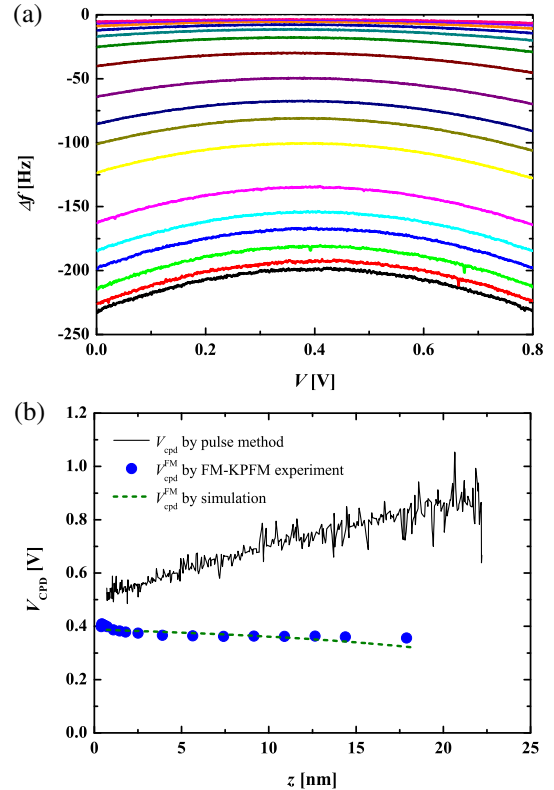 (a)
0
-50
-100
-150
-200
-250
Δf [Hz]
0.0 0.2 0.4 0.6 0.8
V [V]
(b)
1.2
1.0
0.8
0.6
0.4
0.2
0.0
V_CPD [V]
V_cpd by pulse method
V_cpd^FM by FM-KPFM experiment
V_cpd^FM by simulation
0 5 10 15 20 25
z [nm]